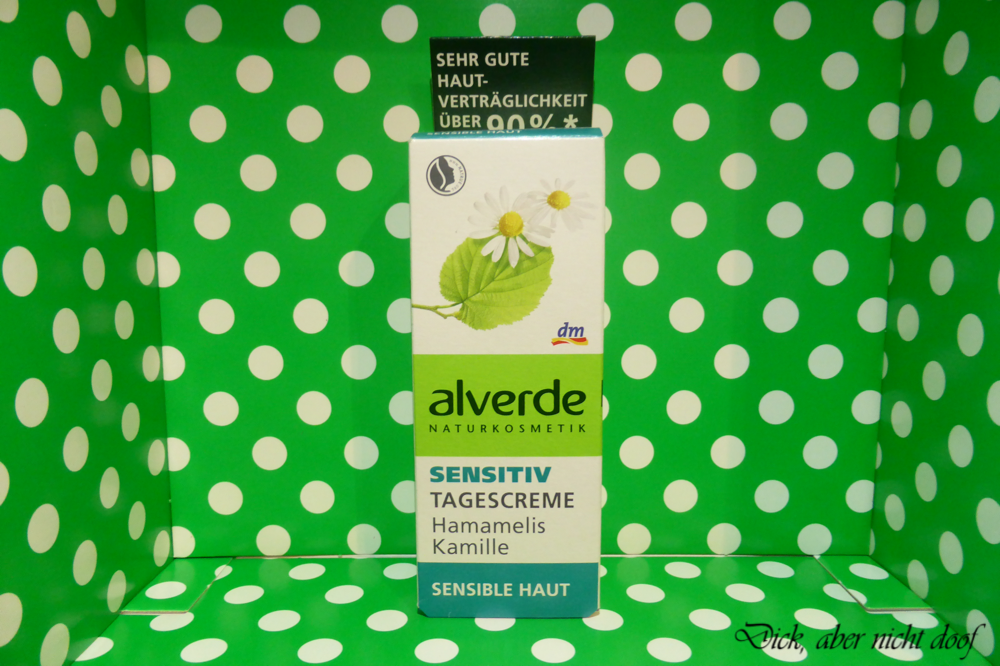 SEHR GUTE
HAUT-
VERTRÄGLICHKEIT
ÜBER 90%*
SENSIBLE HAUT
dm
alverde
NATURKOSMETIK
SENSITIV
TAGESCREME
Hamamelis
Kamille
SENSIBLE HAUT
Dick, aber nicht doof